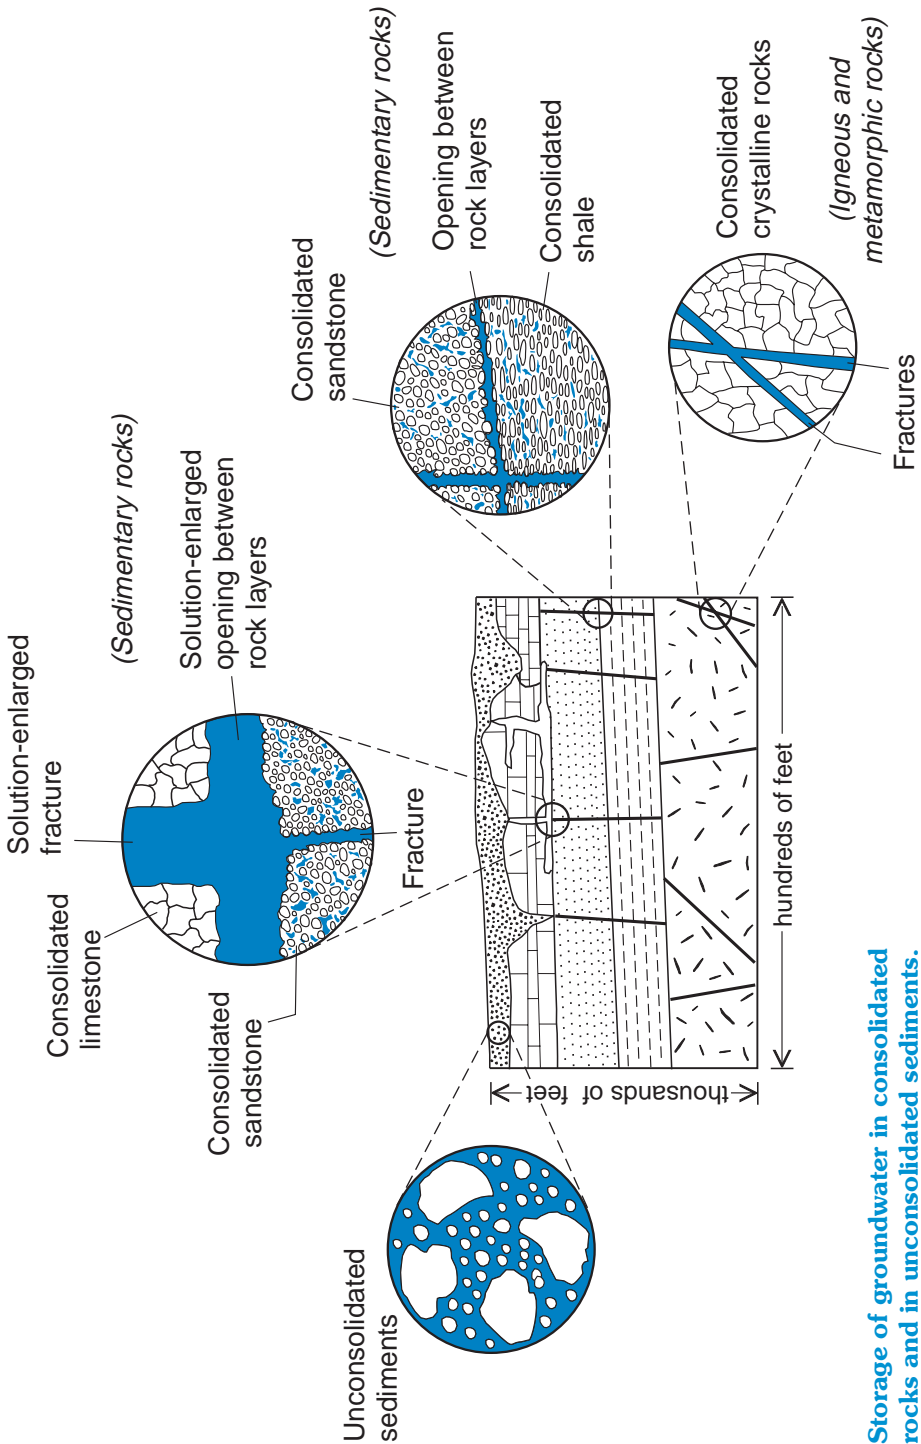 Solution-enlarged
fracture
Consolidated
limestone
(Sedimentary rocks)
Solution-enlarged
opening between
rock layers
Consolidated
sandstone
Fracture
Unconsolidated
sediments
Consolidated
sandstone
(Sedimentary rocks)
Opening between
rock layers
Consolidated
shale
thousands of feet
hundreds of feet
Consolidated
crystalline rocks
(Igneous and
metamorphic rocks)
Fractures
Storage of groundwater in consolidated
rocks and in unconsolidated sediments.